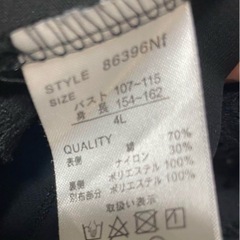 STYLE 86396Nf
SIZE バスト 107~115
身長 154~162
4L
QUALITY
表側 綿 70%
ナイロン 30%
裏側 ポリエステル 100%
別布部分 ポリエステル 100%
取扱い表示